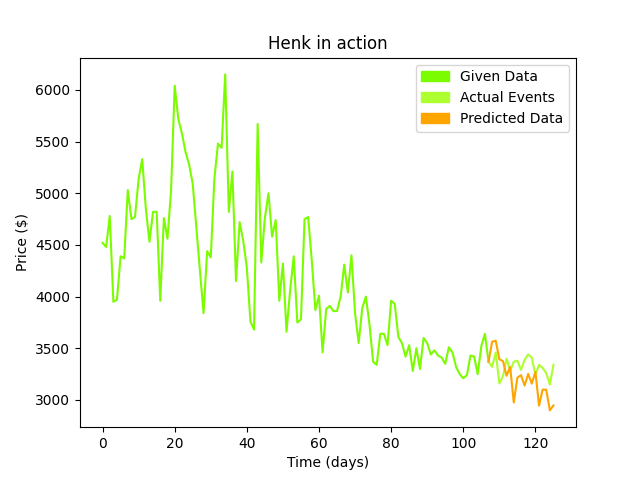 Henk in action
Given Data
Actual Events
Predicted Data
Price ($)
6000
5500
5000
4500
4000
3500
3000
0 20 40 60 80 100 120
Time (days)